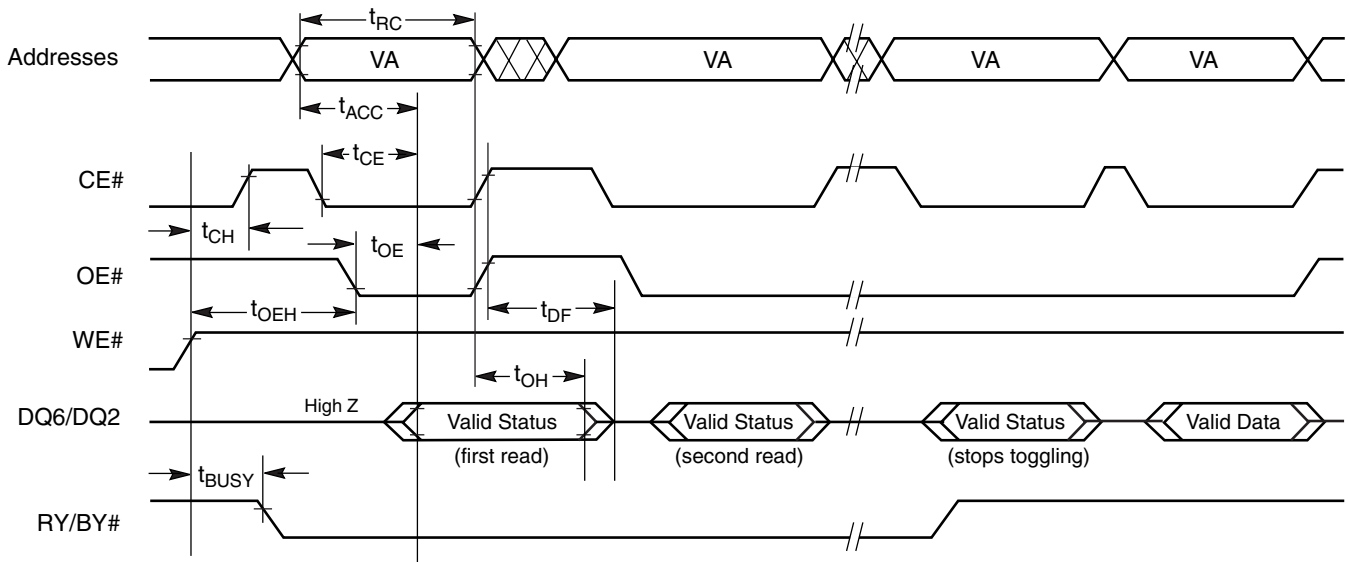 tRC
Addresses VA VA VA VA
tACC
tCE
CE#
tCH
tOE
OE#
tOEH
tDF
WE#
tOH
High Z
DQ6/DQ2 Valid Status Valid Status Valid Status Valid Data
(first read) (second read) (stops toggling)
tBUSY
RY/BY#